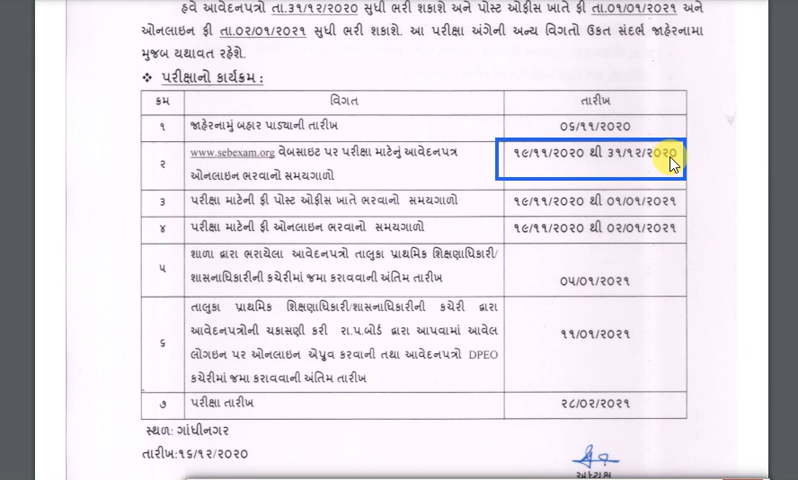 હવે આવેદનપત્રો તા.૩૧/૧૨/૨૦૨૦ સુધી ભરી શકાશે અને પોસ્ટ ઓફીસ ખાતે ફી તા.૦૧/૦૧/૨૦૨૧ અને
ઓનલાઇન ફી તા.૦૨/૦૧/૨૦૨૧ સુધી ભરી શકાશે. આ પરીક્ષા અંગેની અન્ય વિગતો ઉકત સંદર્ભ જાહેરનામા
મુજબ યથાવત રહેશે.
❖ પરીક્ષાનો કાર્યક્રમ :
ક્રમ વિગત તારીખ
૧ જાહેરનામું બહાર પાડ્યાની તારીખ ૦૬/૧૧/૨૦૨૦
૨ www.sebexam.org વેબસાઇટ પર પરીક્ષા માટેનું આવેદનપત્ર ૧૯/૧૧/૨૦૨૦ થી ૩૧/૧૨/૨૦૨૦
ઓનલાઇન ભરવાનો સમયગાળો
૩ પરીક્ષા માટેની ફી પોસ્ટ ઓફીસ ખાતે ભરવાનો સમયગાળો ૧૯/૧૧/૨૦૨૦ થી ૦૧/૦૧/૨૦૨૧
૪ પરીક્ષા માટેની ફી ઓનલાઇન ભરવાનો સમયગાળો ૧૯/૧૧/૨૦૨૦ થી ૦૨/૦૧/૨૦૨૧
૫ શાળા દ્વારા ભરાયેલા આવેદનપત્રો તાલુકા પ્રાથમિક શિક્ષણાધિકારી/
શાસનાધિકારીની કચેરીમાં જમા કરાવવાની અંતિમ તારીખ ૦૫/૦૧/૨૦૨૧
૬ તાલુકા પ્રાથમિક શિક્ષણાધિકારી/શાસનાધિકારીની કચેરી દ્વારા
આવેદનપત્રોની ચકાસણી કરી રા.પ.બોર્ડ દ્વારા આપવામાં આવેલ ૧૧/૦૧/૨૦૨૧
લોગઇન પર ઓનલાઇન એપ્રુવ કરવાની તથા આવેદનપત્રો DPEO
કચેરીમાં જમા કરાવવાની અંતિમ તારીખ
૭ પરીક્ષા તારીખ ૨૮/૦૨/૨૦૨૧
સ્થળ: ગાંધીનગર
તારીખ:૧૬/૧૨/૨૦૨૦
અધ્યક્ષ